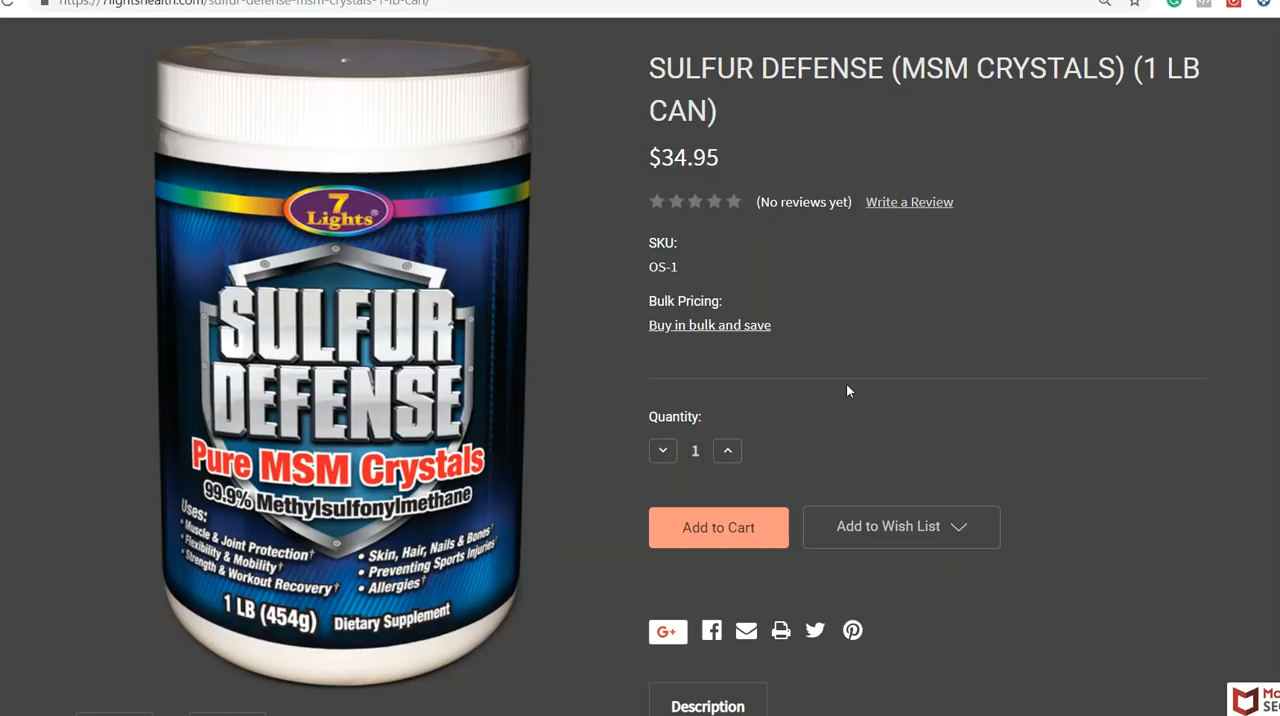 https://7lightshealth.com/sulfur-defense-msm-crystals-1-lb-can/
SULFUR DEFENSE (MSM CRYSTALS) (1 LB
CAN)
$34.95
(No reviews yet) Write a Review
SKU:
OS-1
Bulk Pricing:
Buy in bulk and save
Quantity:
1
Add to Cart
Add to Wish List
G+
Description
7
Lights®
SULFUR
DEFENSE
Pure MSM Crystals
99.9% Methylsulfonylmethane
Uses:
• Muscle & Joint Protection†
• Flexibility & Mobility†
• Strength & Workout Recovery†
• Skin, Hair, Nails & Bones†
• Preventing Sports Injuries†
• Allergies†
1 LB (454g)
Dietary Supplement